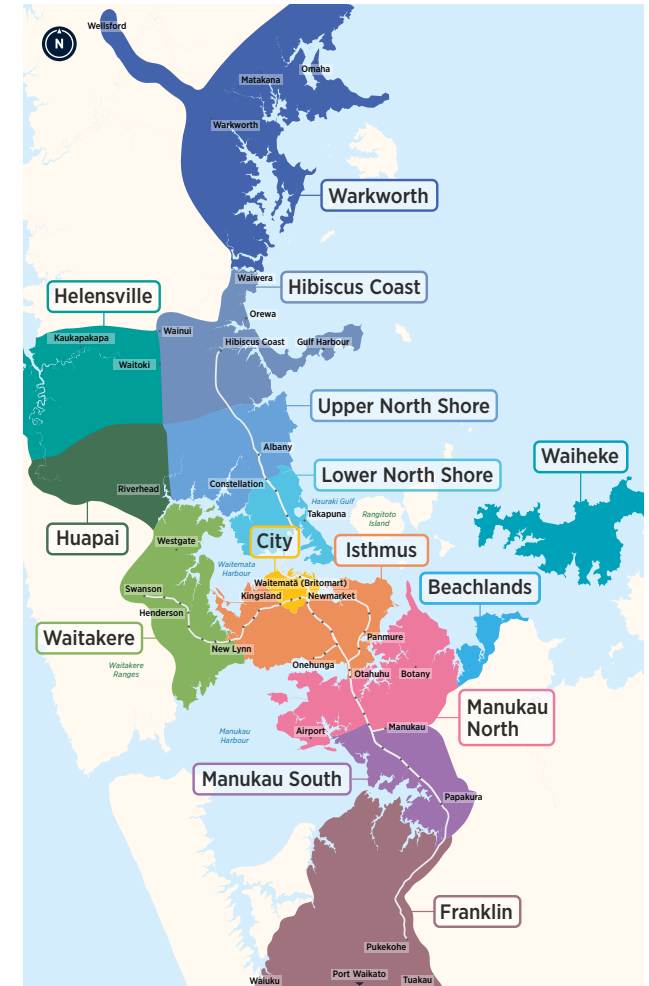 Wellsford
N
Omaha
Matakana
Warkworth
Warkworth
Waiwera
Hibiscus Coast
Helensville
Orewa
Wainui
Kaukapakapa
Hibiscus Coast
Gulf Harbour
Waitoki
Upper North Shore
Albany
Waiheke
Lower North Shore
Constellation
Riverhead
Hauraki Gulf
Takapuna
Rangitoto
Island
Huapai
Westgate
City
Isthmus
Waitemata
Harbour
Waitematā (Britomart)
Beachlands
Swanson
Kingsland
Newmarket
Henderson
Waitakere
Panmure
New Lynn
Onehunga
Waitakere
Ranges
Otahuhu
Botany
Manukau
North
Manukau
Harbour
Airport
Manukau
Manukau South
Papakura
Franklin
Pukekohe
Port Waikato
Waiuku
Tuakau